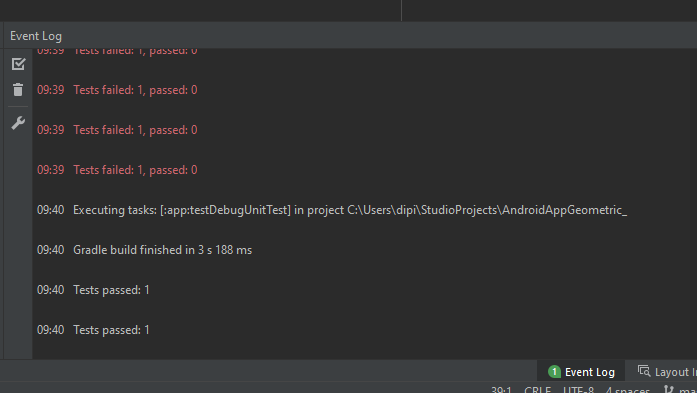 Event Log
09:39 Tests failed: 1, passed: 0
09:39 Tests failed: 1, passed: 0
09:39 Tests failed: 1, passed: 0
09:39 Tests failed: 1, passed: 0
09:40 Executing tasks: [:app:testDebugUnitTest] in project C:\Users\dipi\StudioProjects\AndroidAppGeometric_
09:40 Gradle build finished in 3 s 188 ms
09:40 Tests passed: 1
09:40 Tests passed: 1
1 Event Log Layout In
39:1 CRLF UTF-8 4 spaces ma